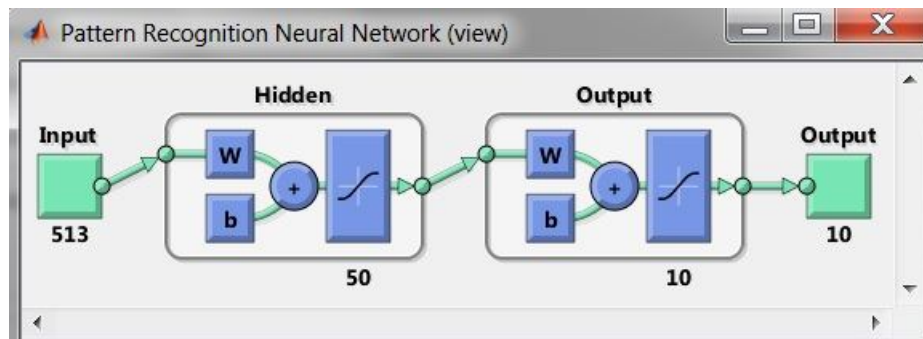 Pattern Recognition Neural Network (view)
Hidden
Output
Input
Output
W
W
+
+
b
b
513
10
50
10